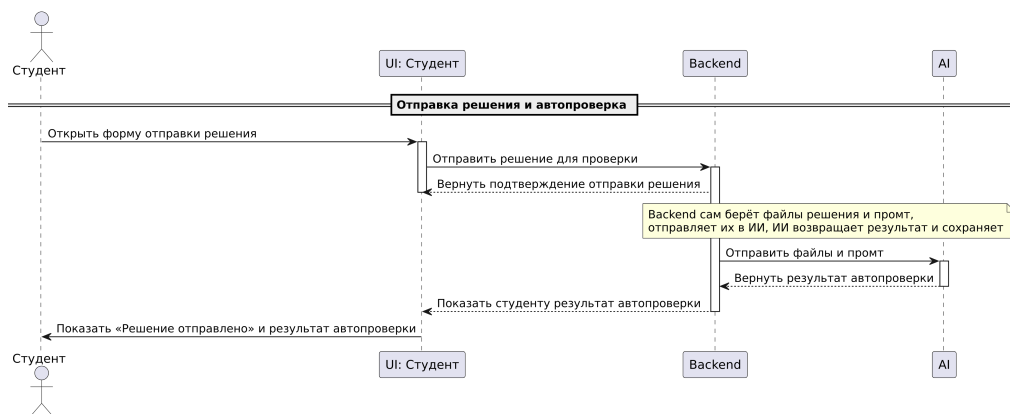 Студент
UI: Студент
Backend
AI
Отправка решения и автопроверка
Открыть форму отправки решения
Отправить решение для проверки
Вернуть подтверждение отправки решения
Backend сам берёт файлы решения и промт,
отправляет их в ИИ, ИИ возвращает результат и сохраняет
Отправить файлы и промт
Вернуть результат автопроверки
Показать студенту результат автопроверки
Показать «Решение отправлено» и результат автопроверки
Студент
UI: Студент
Backend
AI